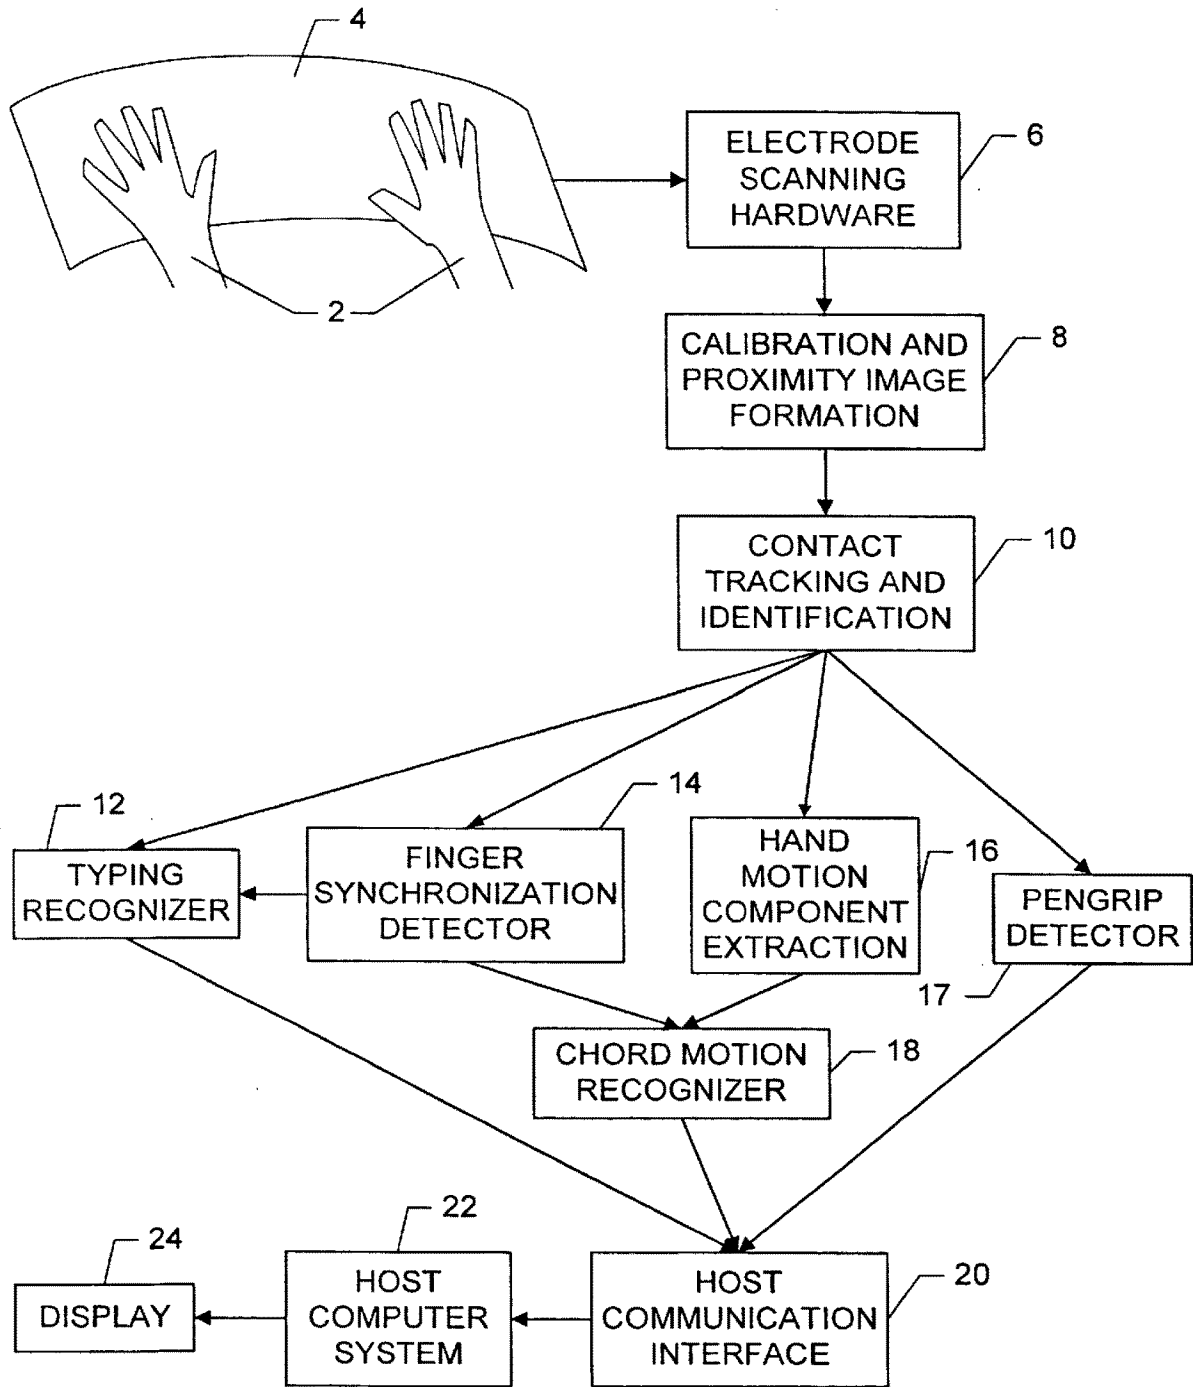 4
2
ELECTRODE
SCANNING
HARDWARE
6
CALIBRATION AND
PROXIMITY IMAGE
FORMATION
8
CONTACT
TRACKING AND
IDENTIFICATION
10
12
TYPING
RECOGNIZER
14
FINGER
SYNCHRONIZATION
DETECTOR
HAND
MOTION
COMPONENT
EXTRACTION
16
PENGRIP
DETECTOR
17
CHORD MOTION
RECOGNIZER
18
24
DISPLAY
22
HOST
COMPUTER
SYSTEM
HOST
COMMUNICATION
INTERFACE
20